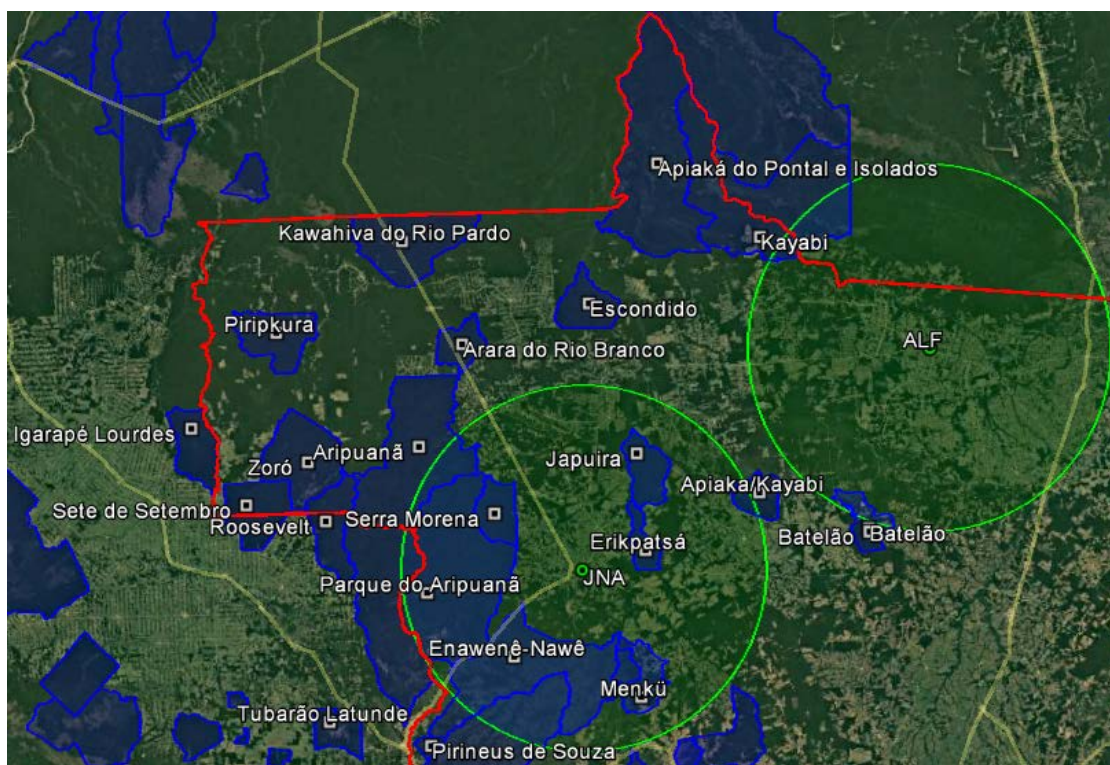 Apiaká do Pontal e Isolados
Kawahiva do Rio Pardo
Kayabi
Escondido
Piripkura
Arara do Rio Branco
ALF
Igarapé Lourdes
Aripuanã
Zoró
Japuira
Apiaka/Kayabi
Sete de Setembro
Roosevelt
Serra Morena
Batelão
Batelão
Erikpatsá
JNA
Parque do Aripuanã
Enawenê-Nawê
Menkü
Tubarão Latunde
Pirineus de Souza